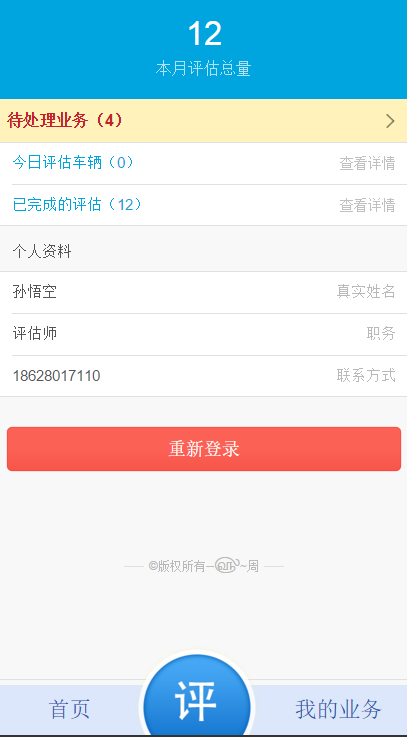 12
本月评估总量
待处理业务（4）
今日评估车辆（0） 查看详情
已完成的评估（12） 查看详情
个人资料
孙悟空 真实姓名
评估师 职务
18628017110 联系方式
重新登录
©版权所有~ ~周
首页 评 我的业务